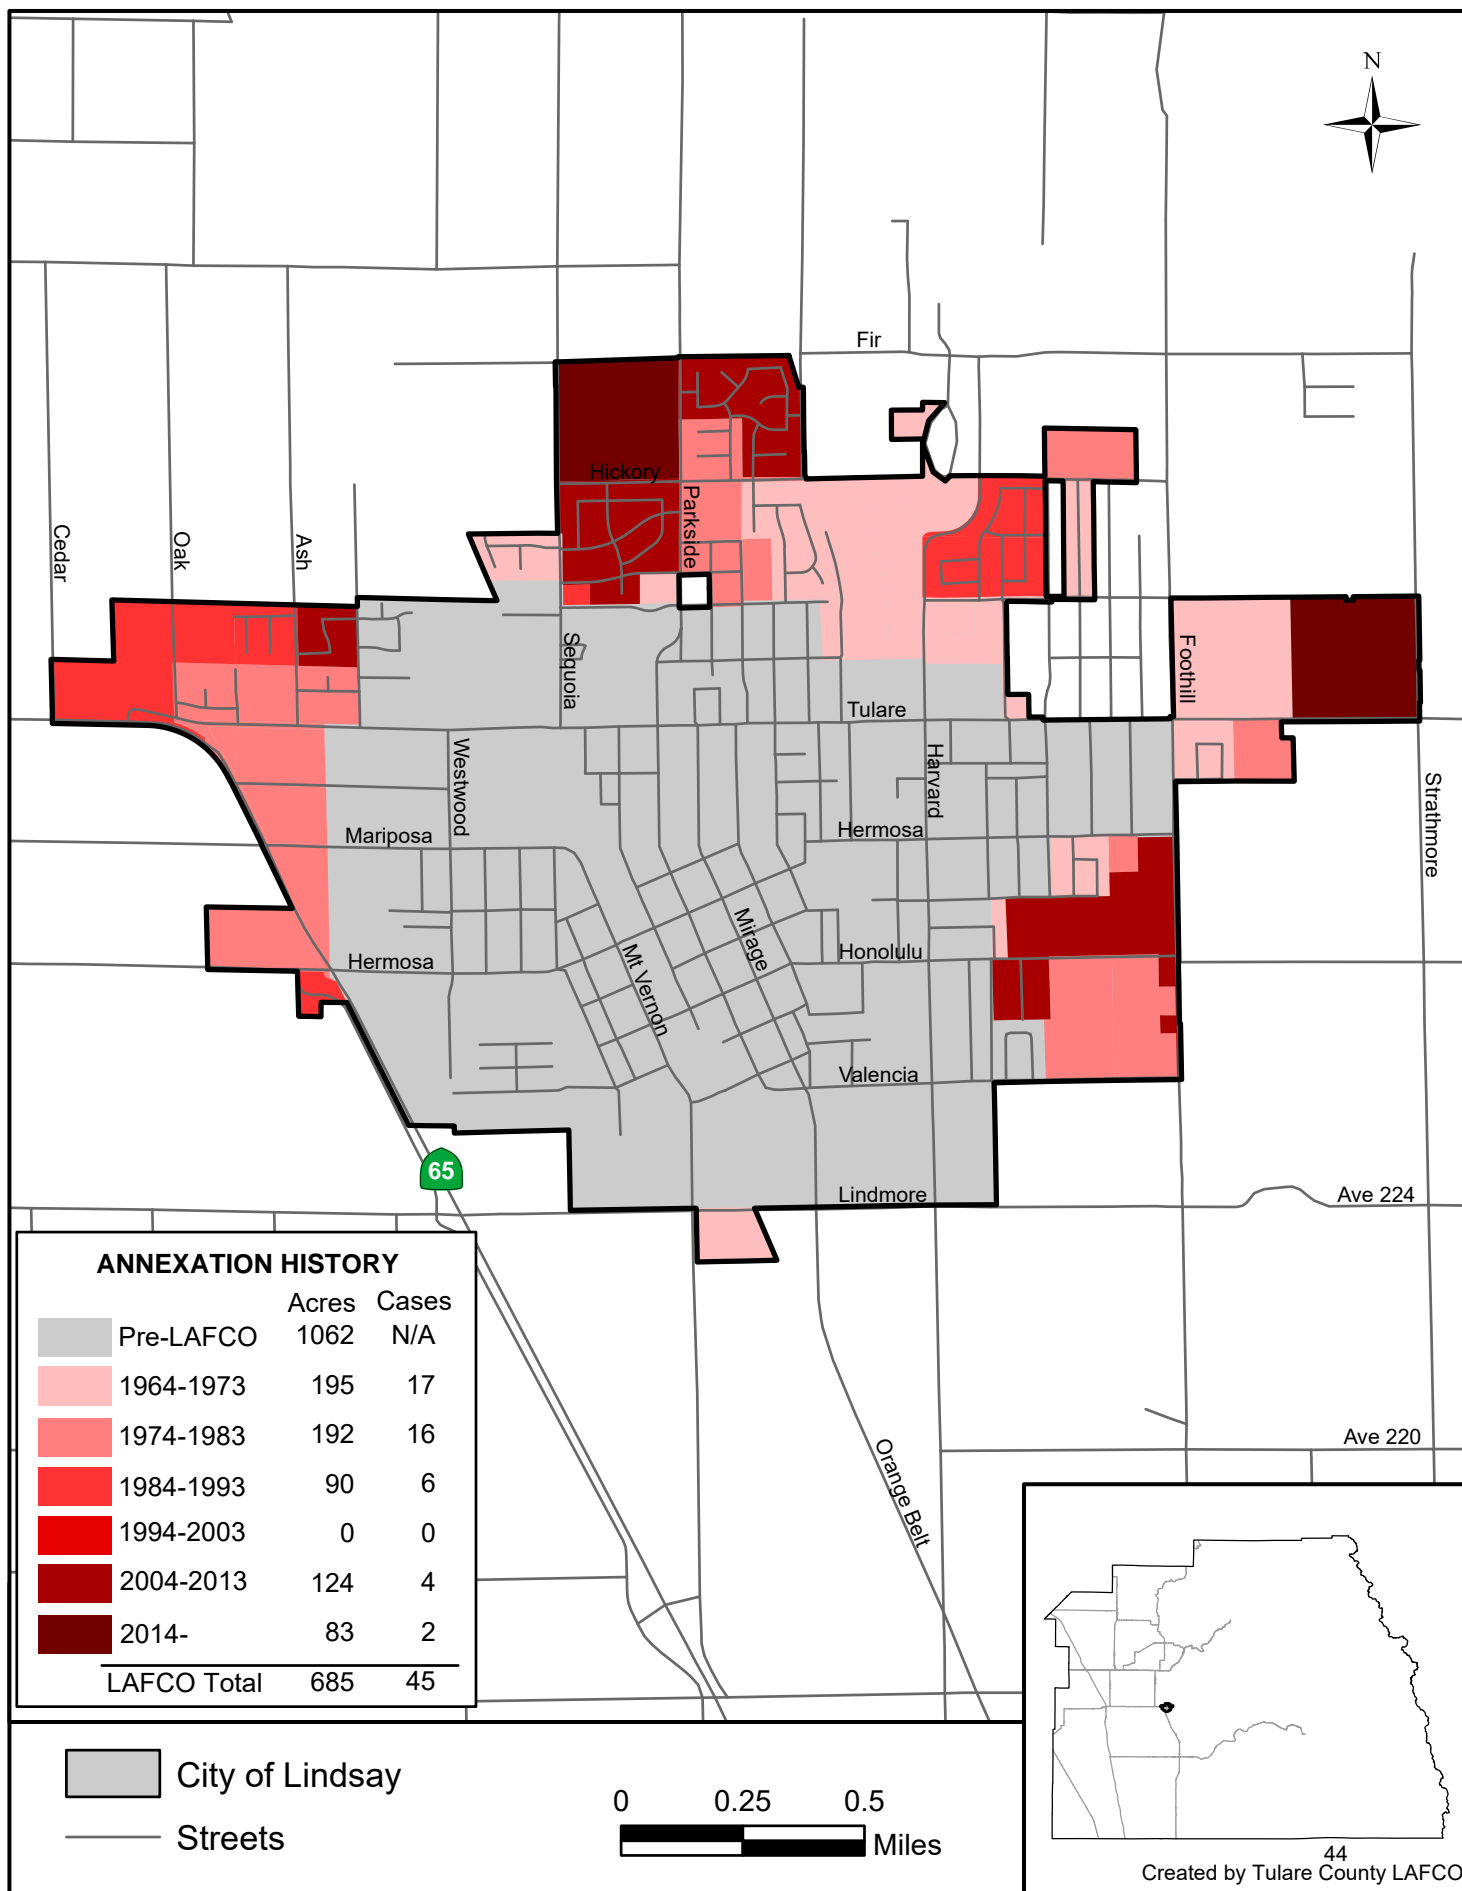 N
Fir
Hickory
Parkside
Cedar
Oak
Ash
Sequoia
Foothill
Tulare
Westwood
Harvard
Strathmore
Mariposa
Hermosa
Mirage
Mt Vernon
Honolulu
Hermosa
Valencia
65
Lindmore
Ave 224
Ave 220
Orange Belt
ANNEXATION HISTORY
Acres Cases
Pre-LAFCO 1062 N/A
1964-1973 195 17
1974-1983 192 16
1984-1993 90 6
1994-2003 0 0
2004-2013 124 4
2014- 83 2
LAFCO Total 685 45
City of Lindsay
Streets
0 0.25 0.5
Miles
44
Created by Tulare County LAFCO